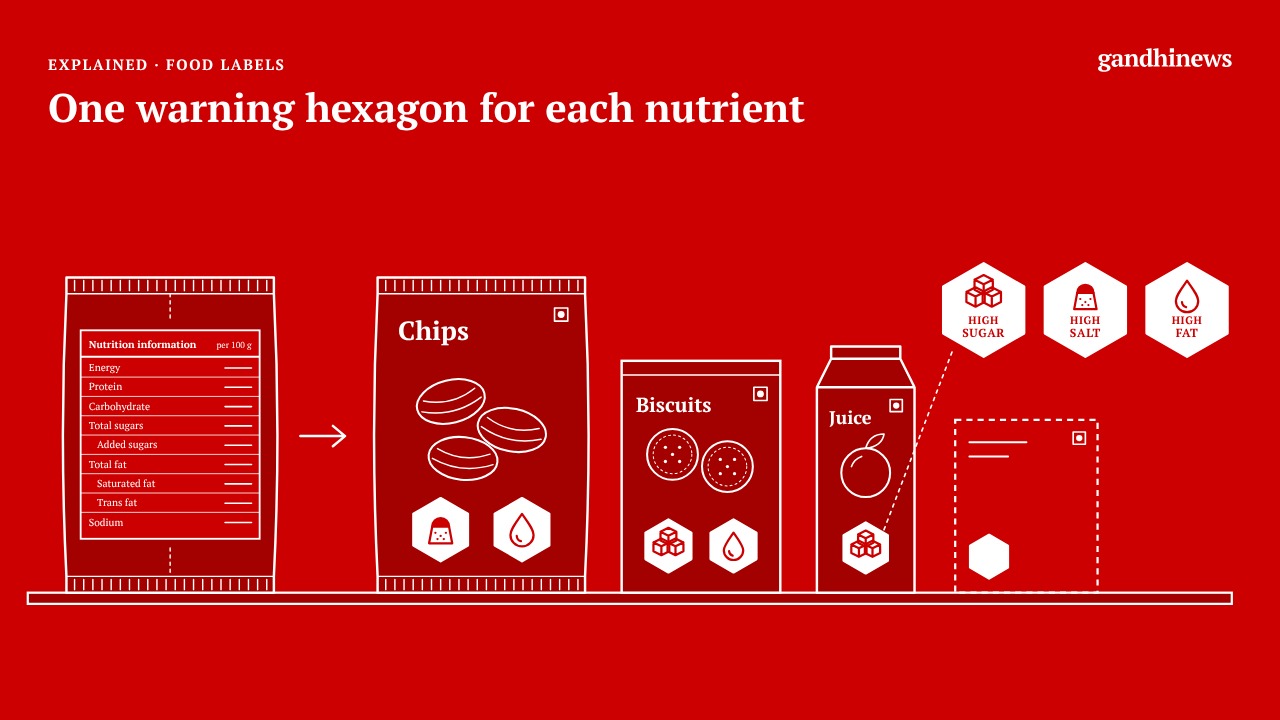 EXPLAINED · FOOD LABELS
gandhinews
One warning hexagon for each nutrient
Nutrition information per 100 g
Energy
Protein
Carbohydrate
Total sugars
Added sugars
Total fat
Saturated fat
Trans fat
Sodium
Chips
Biscuits
Juice
HIGH
SUGAR
HIGH
SALT
HIGH
FAT